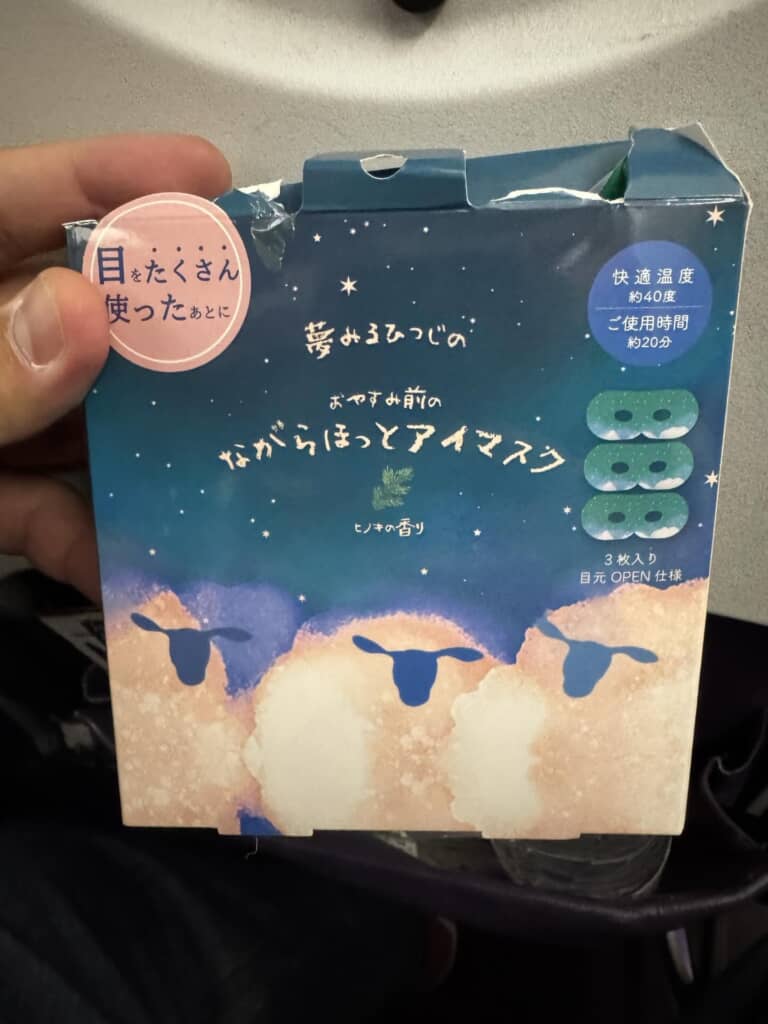 目をたくさん
使ったあとに
快適温度
約40度
ご使用時間
約20分
夢みるひつじの
おやすみ前の
ながらほっとアイマスク
ヒノキの香り
3枚入り
目元OPEN仕様